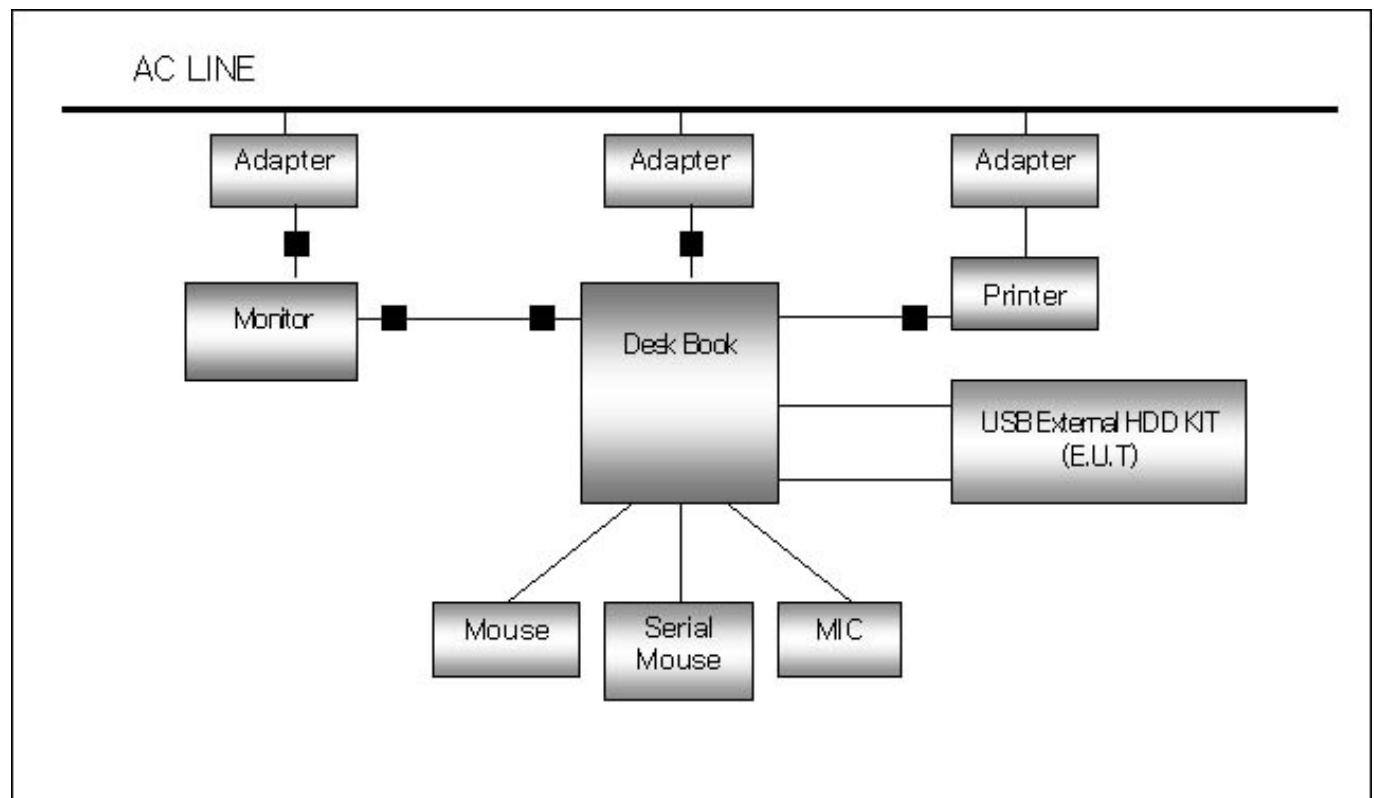 AC LINE
Adapter
Adapter
Adapter
Monitor
Desk Book
Printer
USB External HDD KIT
(E.U.T)
Mouse
Serial
Mouse
MIC